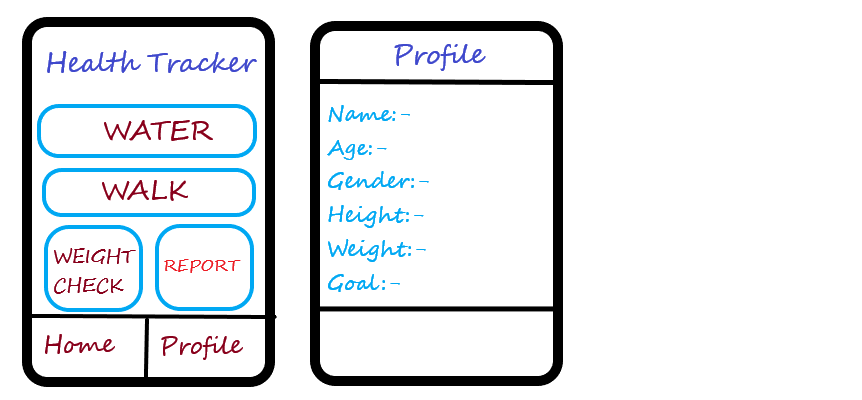 Health Tracker
WATER
WALK
WEIGHT
CHECK
REPORT
Home
Profile
Profile
Name:-
Age:-
Gender:-
Height:-
Weight:-
Goal:-